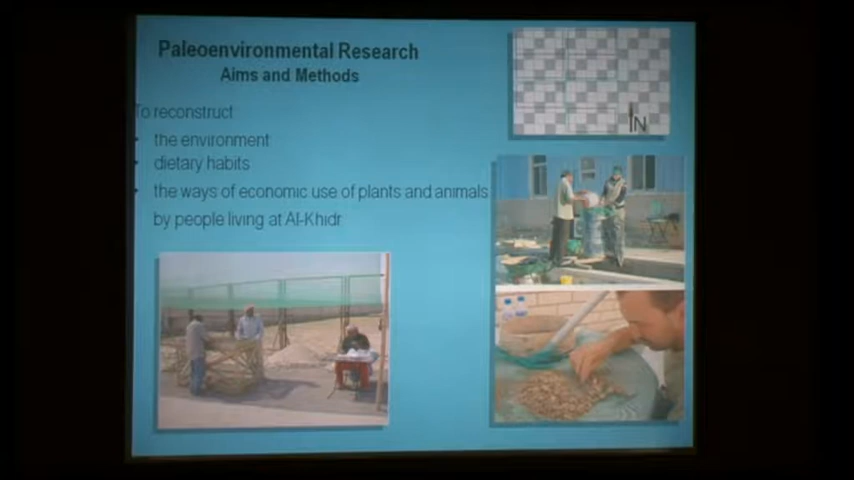 Paleoenvironmental Research
Aims and Methods
To reconstruct
• the environment
• dietary habits
• the ways of economic use of plants and animals
by people living at Al-Khidr
N